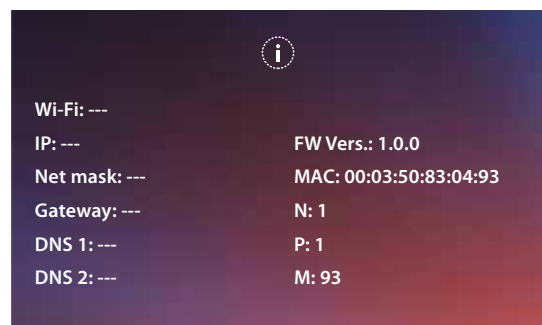 i
Wi-Fi: ---
IP: ---
Net mask: ---
Gateway: ---
DNS 1: ---
DNS 2: ---
FW Vers.: 1.0.0
MAC: 00:03:50:83:04:93
N: 1
P: 1
M: 93